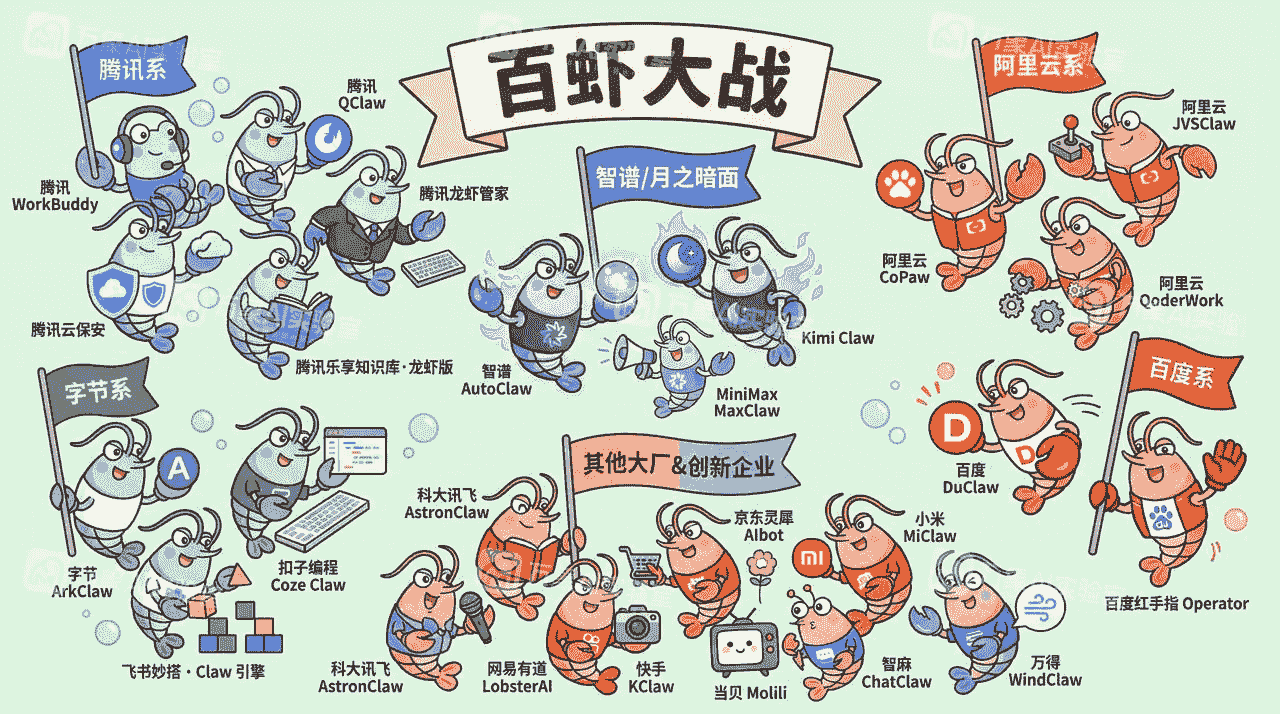 百虾大战
腾讯系
腾讯
QClaw
腾讯
WorkBuddy
腾讯龙虾管家
腾讯云保安
腾讯乐享知识库·龙虾版
智谱/月之暗面
智谱
AutoClaw
Kimi Claw
MiniMax
MaxClaw
阿里云系
阿里云
JVSClaw
阿里云
CoPaw
阿里云
QoderWork
字节系
A
字节
ArkClaw
扣子编程
Coze Claw
飞书妙搭·Claw 引擎
百度系
D
D
百度
DuClaw
du
百度红手指 Operator
其他大厂&创新企业
科大讯飞
AstronClaw
京东灵犀
AIbot
小米
MiClaw
MI
科大讯飞
AstronClaw
网易有道
LobsterAI
快手
KClaw
当贝 Molili
智麻
ChatClaw
万得
WindClaw